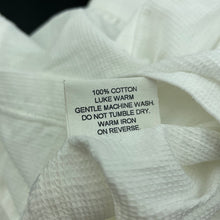 100% COTTON
LUKE WARM
GENTLE MACHINE WASH.
DO NOT TUMBLE DRY.
WARM IRON
ON REVERSE.